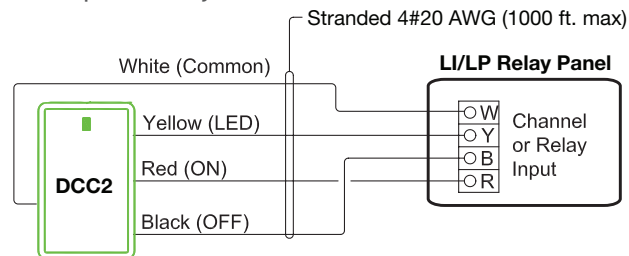 Stranded 4#20 AWG (1000 ft. max)
White (Common)
LI/LP Relay Panel
Yellow (LED)
Red (ON)
Black (OFF)
DCC2
W
Y
B
R
Channel
or Relay
Input